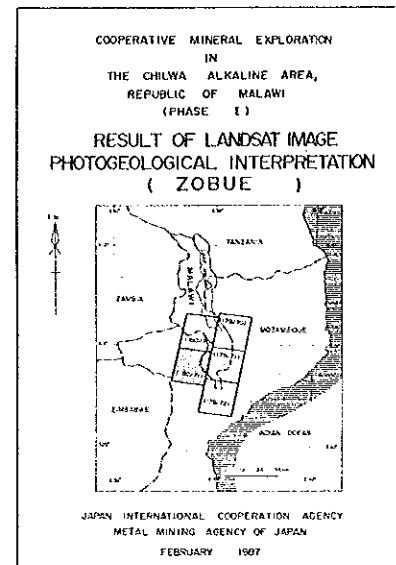 COOPERATIVE MINERAL EXPLORATION
IN
THE CHILWA ALKALINE AREA,
REPUBLIC OF MALAWI
(PHASE I)
RESULT OF LANDSAT IMAGE
PHOTOGEOLOGICAL INTERPRETATION
( ZOBUE )
TANZANIA
MALAWI
ZAMBIA
MOZAMBIQUE
ZIMBABWE
INDIAN OCEAN
JAPAN INTERNATIONAL COOPERATION AGENCY
METAL MINING AGENCY OF JAPAN
FEBRUARY 1987